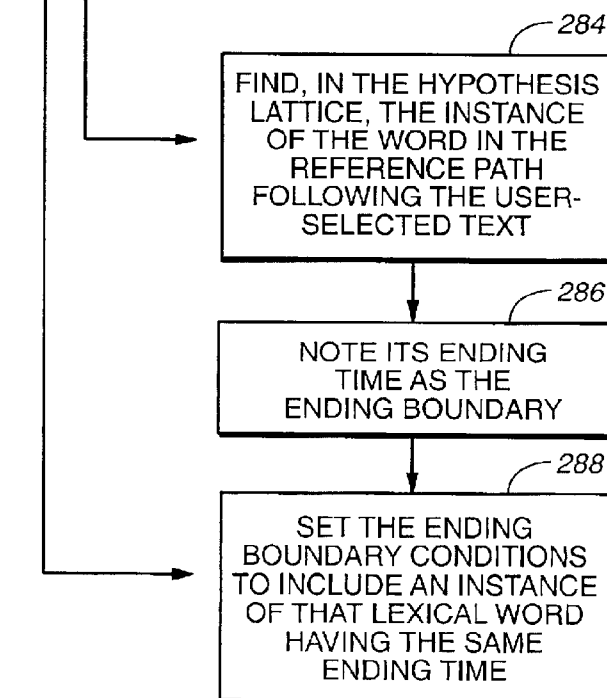 284
FIND, IN THE HYPOTHESIS
LATTICE, THE INSTANCE
OF THE WORD IN THE
REFERENCE PATH
FOLLOWING THE USER-
SELECTED TEXT
286
NOTE ITS ENDING
TIME AS THE
ENDING BOUNDARY
288
SET THE ENDING
BOUNDARY CONDITIONS
TO INCLUDE AN INSTANCE
OF THAT LEXICAL WORD
HAVING THE SAME
ENDING TIME